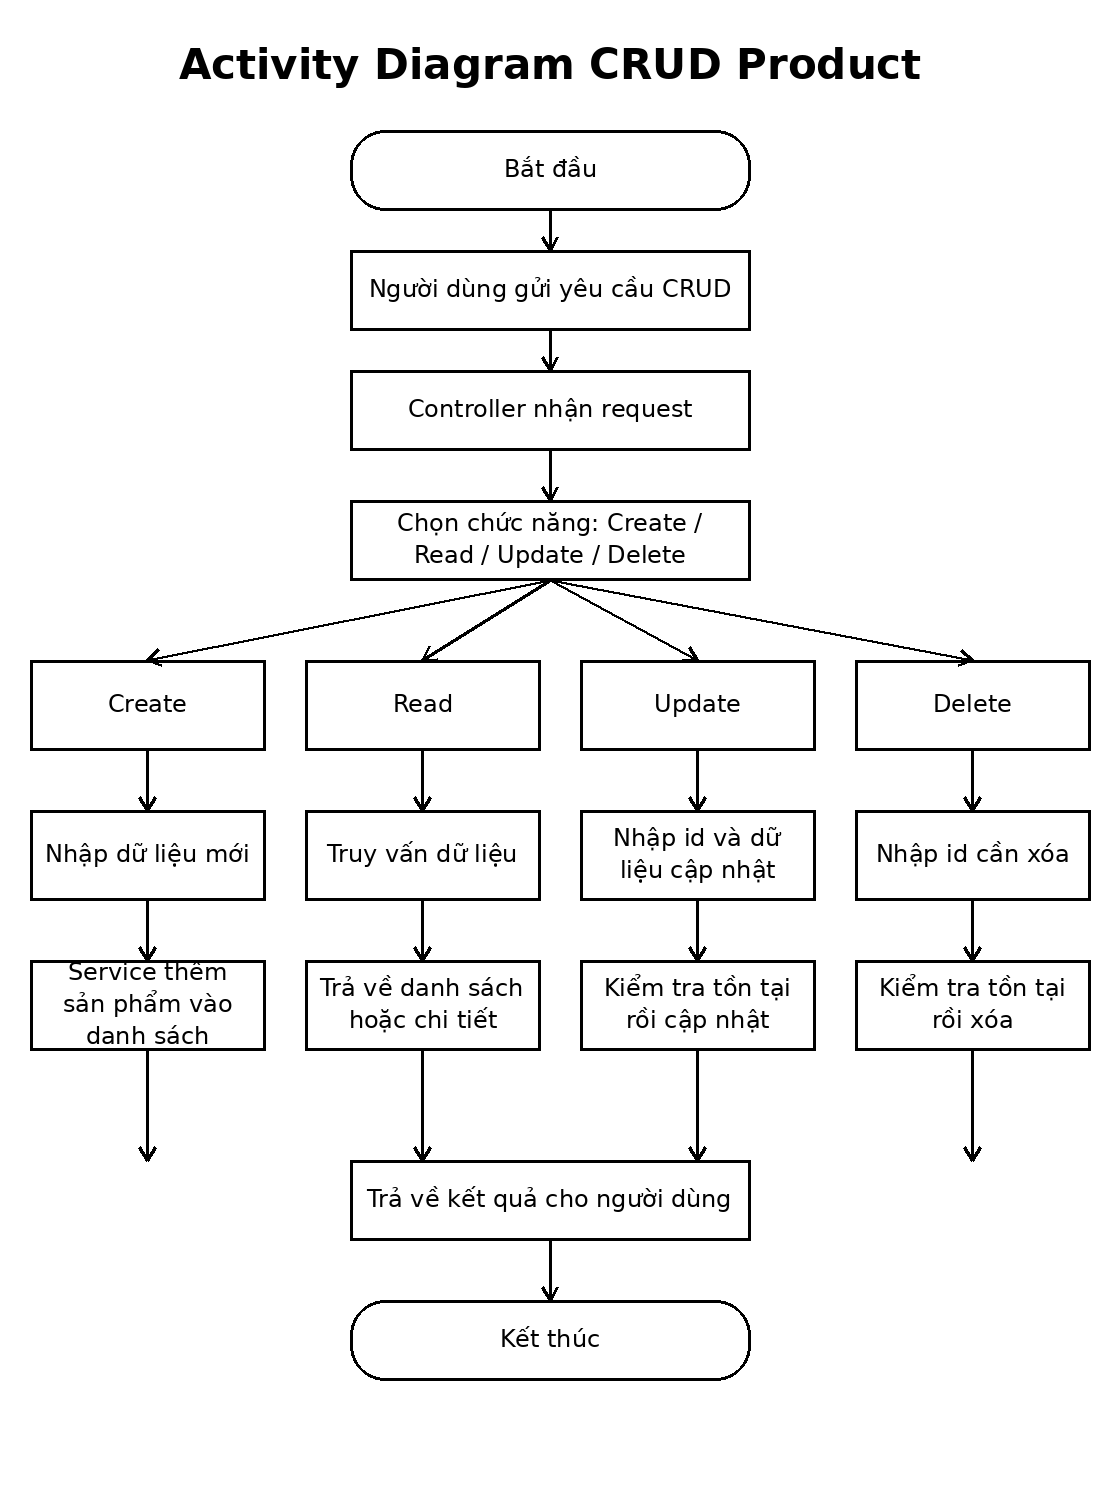 Activity Diagram CRUD Product
Bắt đầu
Người dùng gửi yêu cầu CRUD
Controller nhận request
Chọn chức năng: Create /
Read / Update / Delete
Create
Read
Update
Delete
Nhập dữ liệu mới
Truy vấn dữ liệu
Nhập id và dữ
liệu cập nhật
Nhập id cần xóa
Service thêm
sản phẩm vào
danh sách
Trả về danh sách
hoặc chi tiết
Kiểm tra tồn tại
rồi cập nhật
Kiểm tra tồn tại
rồi xóa
Trả về kết quả cho người dùng
Kết thúc